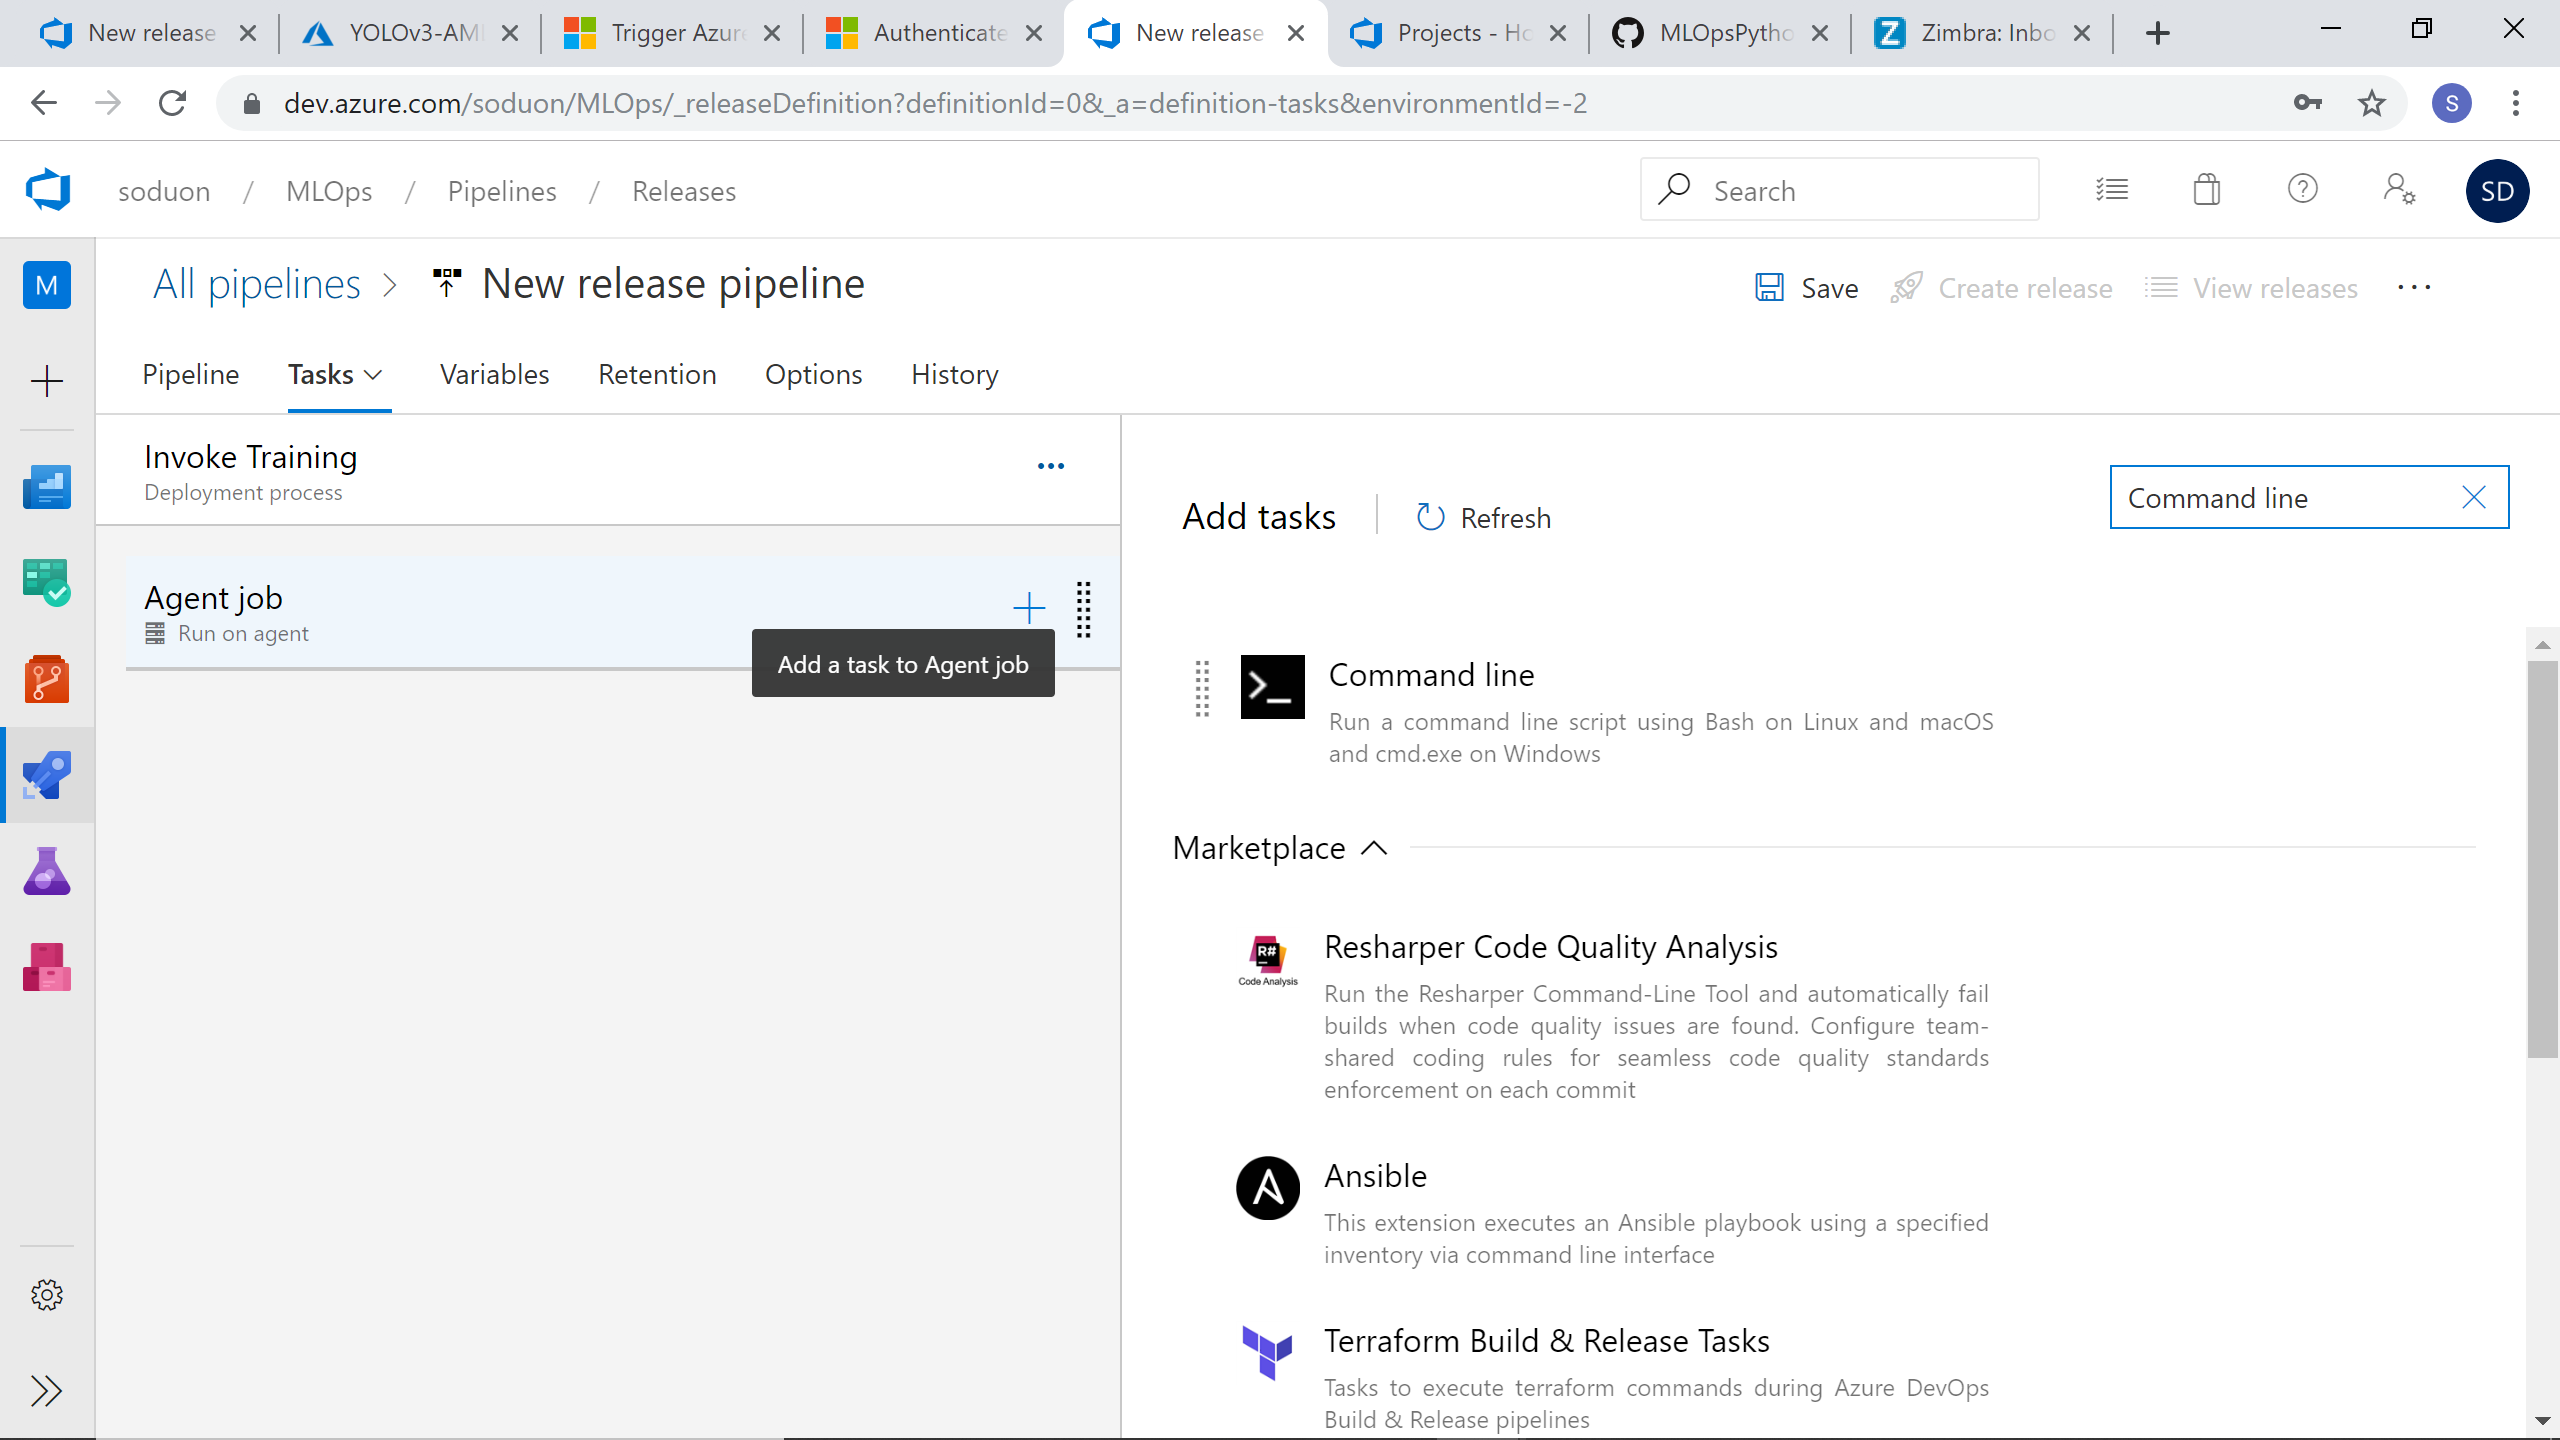 New release
YOLOv3-AM
Trigger Azur
Authenticate
New release
Projects - Ho
MLOpsPytho
Z
Zimbra: Inbo
dev.azure.com/soduon/MLOps/_releaseDefinition?definitionId=0&_a=definition-tasks&environmentId=-2
S
soduon / MLOps / Pipelines / Releases
Search
SD
M
All pipelines > New release pipeline
Save
Create release
View releases
Pipeline
Tasks
Variables
Retention
Options
History
Invoke Training
Deployment process
Agent job
Run on agent
Add a task to Agent job
Add tasks
Refresh
Command line
Command line
Run a command line script using Bash on Linux and macOS
and cmd.exe on Windows
Marketplace
R#
Code Analysis
Resharper Code Quality Analysis
Run the Resharper Command-Line Tool and automatically fail
builds when code quality issues are found. Configure team-
shared coding rules for seamless code quality standards
enforcement on each commit
Ansible
This extension executes an Ansible playbook using a specified
inventory via command line interface
Terraform Build & Release Tasks
Tasks to execute terraform commands during Azure DevOps
Build & Release pipelines